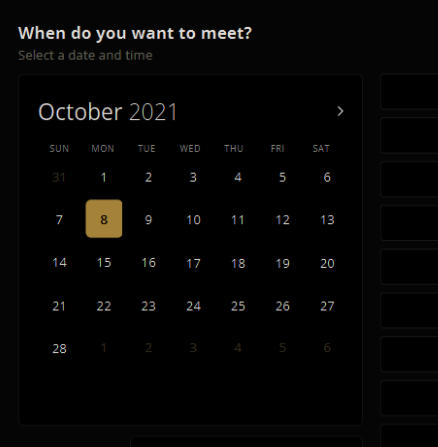 When do you want to meet?
Select a date and time
October 2021
SUN MON TUE WED THU FRI SAT
31 1 2 3 4 5 6
7 8 9 10 11 12 13
14 15 16 17 18 19 20
21 22 23 24 25 26 27
28 1 2 3 4 5 6